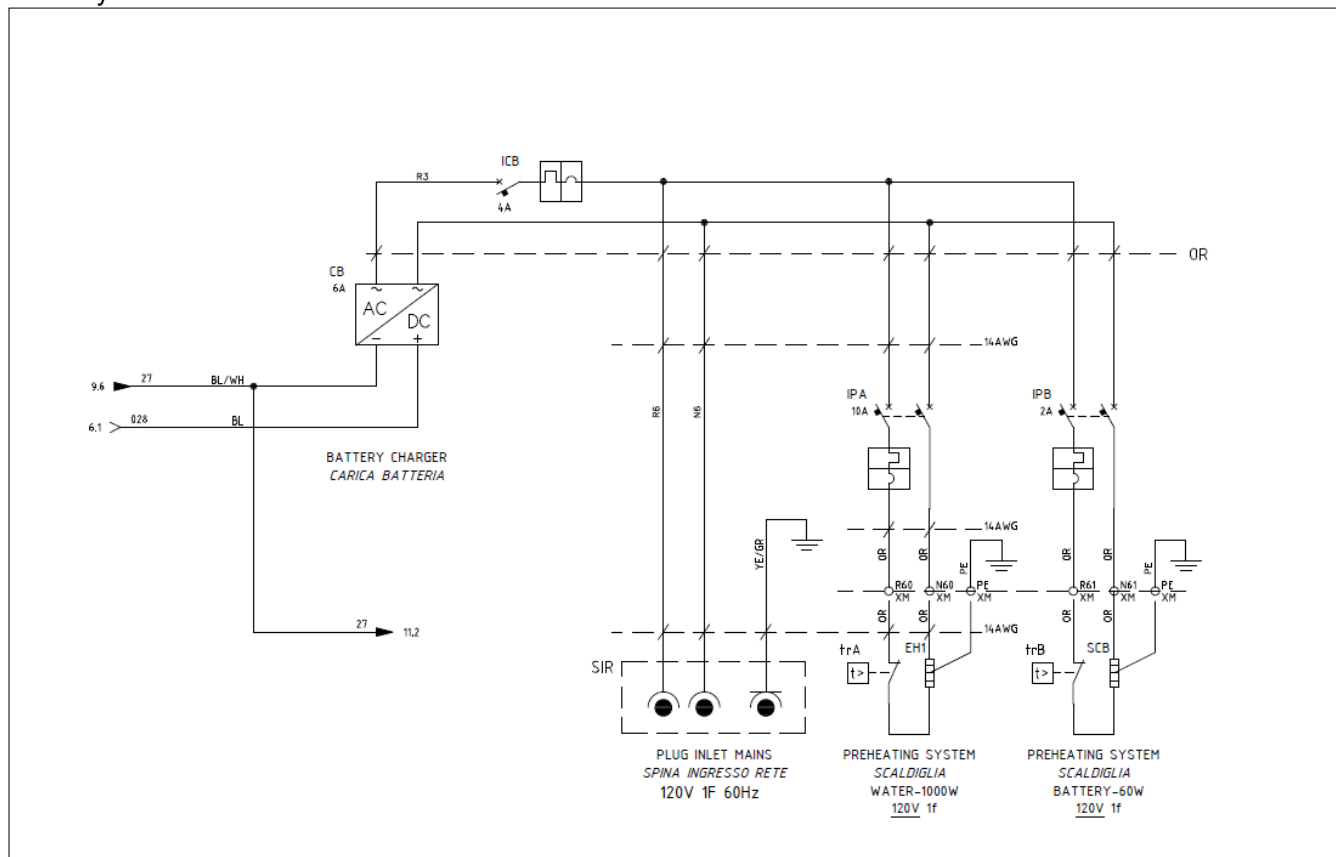 ICB
R3
4A
OR
CB
6A
AC
DC
14AWG
9.6
27
BL/WH
IPA
10A
IPB
2A
R6
N6
6.1
028
BL
BATTERY CHARGER
CARICA BATTERIA
14AWG
YE/GR
OR
OR
PE
OR
OR
PE
R60
XM
N60
XM
PE
XM
R61
XM
N61
XM
PE
XM
OR
OR
OR
OR
27
11.2
14AWG
SIR
trA
t>
EH1
trB
t>
SCB
PLUG INLET MAINS
SPINA INGRESSO RETE
120V 1F 60Hz
PREHEATING SYSTEM
SCALDIGLIA
WATER-1000W
120V 1f
PREHEATING SYSTEM
SCALDIGLIA
BATTERY-60W
120V 1f